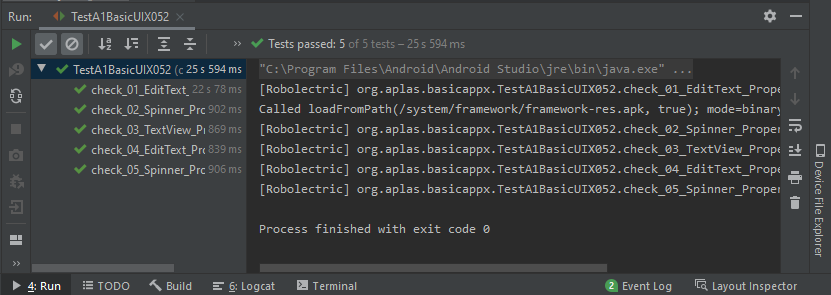 Run: TestA1BasicUIX052
Tests passed: 5 of 5 tests – 25 s 594 ms
TestA1BasicUIX052 (c 25 s 594 ms
check_01_EditText_ 22 s 78 ms
check_02_Spinner_Pro 902 ms
check_03_TextView_P 869 ms
check_04_EditText_Pr 839 ms
check_05_Spinner_Prc 906 ms
"C:\Program Files\Android\Android Studio\jre\bin\java.exe" ...
[Robolectric] org.aplas.basicappx.TestA1BasicUIX052.check_01_EditText_Prope
Called loadFromPath(/system/framework/framework-res.apk, true); mode=binary
[Robolectric] org.aplas.basicappx.TestA1BasicUIX052.check_02_Spinner_Proper
[Robolectric] org.aplas.basicappx.TestA1BasicUIX052.check_03_TextView_Prope
[Robolectric] org.aplas.basicappx.TestA1BasicUIX052.check_04_EditText_Prope
[Robolectric] org.aplas.basicappx.TestA1BasicUIX052.check_05_Spinner_Proper
Process finished with exit code 0
Device File Explorer
4: Run TODO Build 6: Logcat Terminal 2 Event Log Layout Inspector